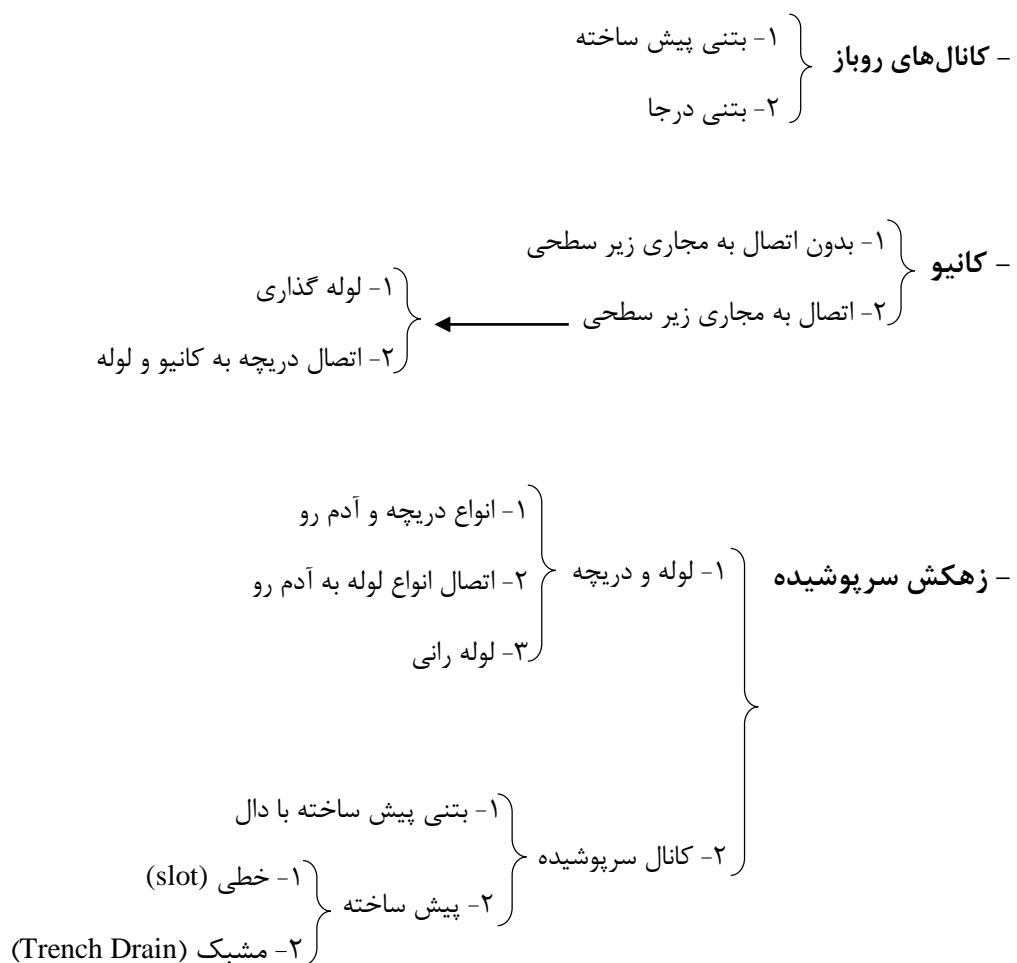 - کانال‌های روباز
۱- بتنی پیش ساخته
۲- بتنی درجا
- کانیو
۱- بدون اتصال به مجاری زیر سطحی
۲- اتصال به مجاری زیر سطحی
۱- لوله گذاری
۲- اتصال دریچه به کانیو و لوله
- زهکش سرپوشیده
۱- لوله و دریچه
۱- انواع دریچه و آدم رو
۲- اتصال انواع لوله به آدم رو
۳- لوله رانی
۲- کانال سرپوشیده
۱- بتنی پیش ساخته با دال
۲- پیش ساخته
۱- خطی (slot)
۲- مشبک (Trench Drain)